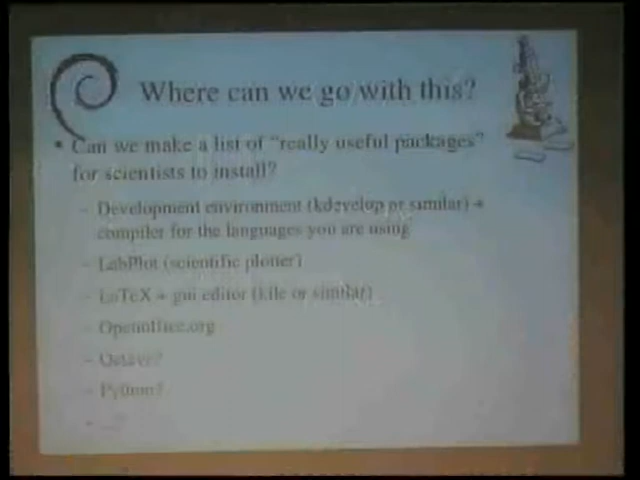 Where can we go with this?
• Can we make a list of "really useful packages"
for scientists to install?
– Development environment (kdevelop or similar) +
compiler for the languages you are using
– LabPlot (scientific plotter)
– LaTeX + gui editor (kile or similar)
– Openoffice.org
– Octave?
– Python?
– ...